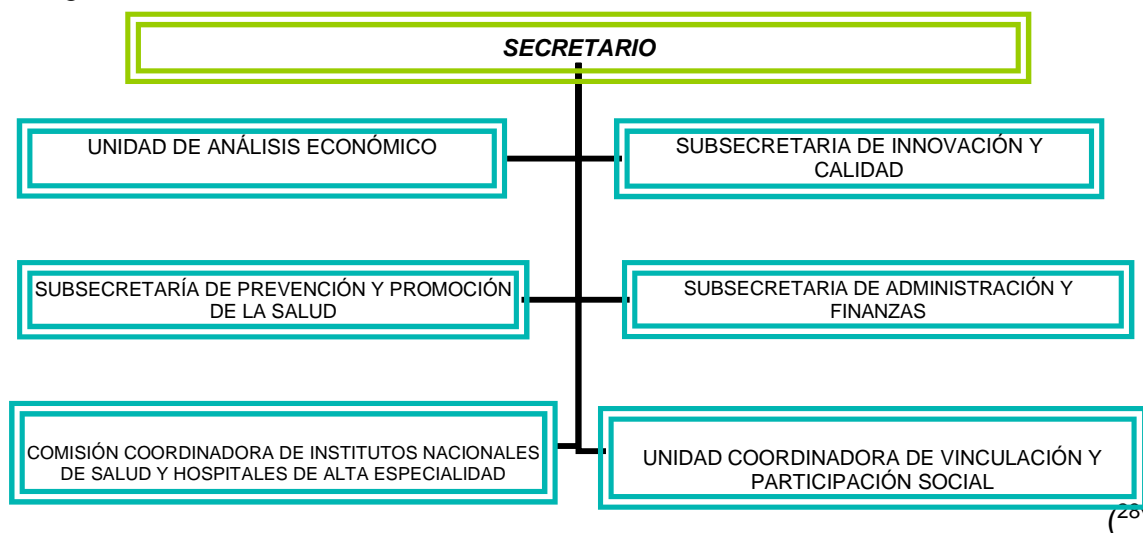 SECRETARIO
UNIDAD DE ANÁLISIS ECONÓMICO
SUBSECRETARIA DE INNOVACIÓN Y
CALIDAD
SUBSECRETARÍA DE PREVENCIÓN Y PROMOCIÓN
DE LA SALUD
SUBSECRETARIA DE ADMINISTRACIÓN Y
FINANZAS
COMISIÓN COORDINADORA DE INSTITUTOS NACIONALES
DE SALUD Y HOSPITALES DE ALTA ESPECIALIDAD
UNIDAD COORDINADORA DE VINCULACIÓN Y
PARTICIPACIÓN SOCIAL
(28